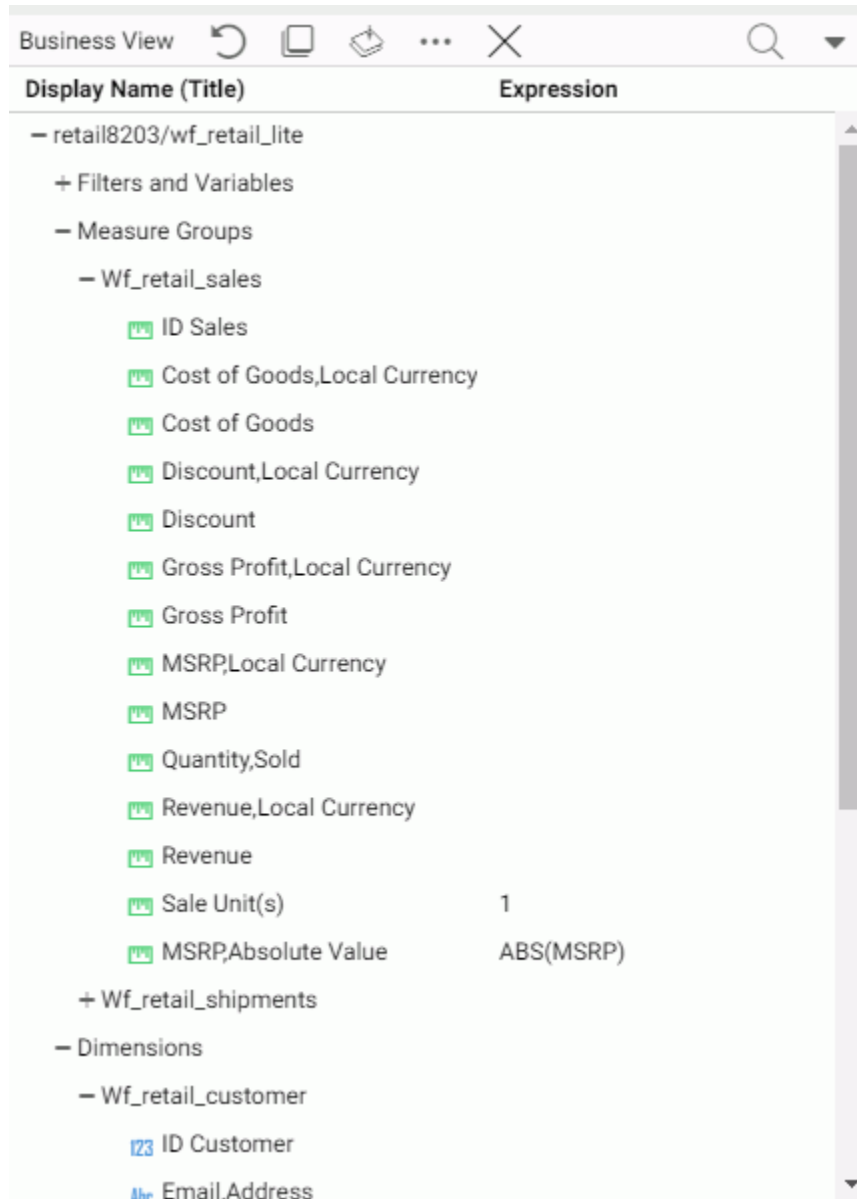 Business View
Display Name (Title) Expression
retail8203/wf_retail_lite
Filters and Variables
Measure Groups
Wf_retail_sales
ID Sales
Cost of Goods,Local Currency
Cost of Goods
Discount,Local Currency
Discount
Gross Profit,Local Currency
Gross Profit
MSRP,Local Currency
MSRP
Quantity,Sold
Revenue,Local Currency
Revenue
Sale Unit(s) 1
MSRP,Absolute Value ABS(MSRP)
Wf_retail_shipments
Dimensions
Wf_retail_customer
123 ID Customer
Abc Email,Address